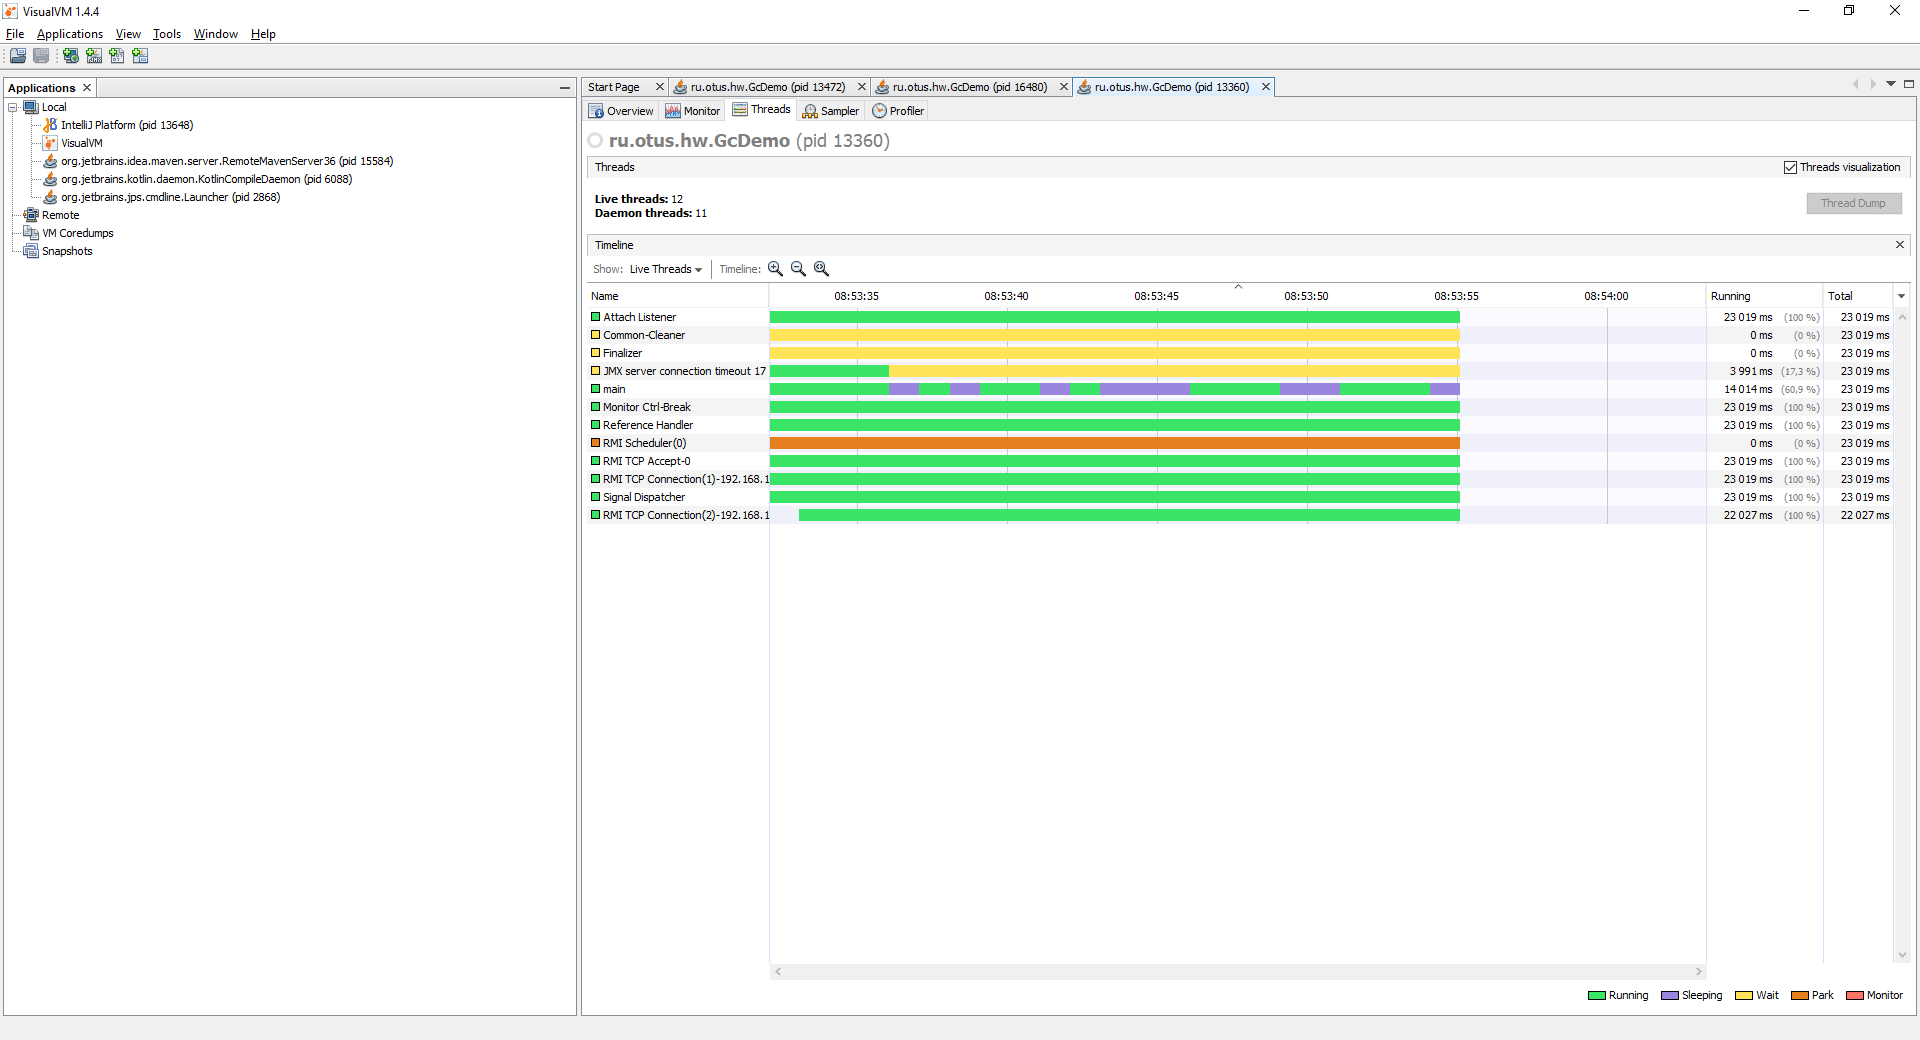 VisualVM 1.4.4
File Applications View Tools Window Help
Applications
Local
IntelliJ Platform (pid 13648)
VisualVM
org.jetbrains.idea.maven.server.RemoteMavenServer36 (pid 15584)
org.jetbrains.kotlin.daemon.KotlinCompileDaemon (pid 6088)
org.jetbrains.jps.cmdline.Launcher (pid 2868)
Remote
VM Coredumps
Snapshots
Start Page ru.otus.hw.GcDemo (pid 13472) ru.otus.hw.GcDemo (pid 16480) ru.otus.hw.GcDemo (pid 13360)
Overview Monitor Threads Sampler Profiler
ru.otus.hw.GcDemo (pid 13360)
Threads Threads visualization
Live threads: 12
Daemon threads: 11
Thread Dump
Timeline
Show: Live Threads Timeline:
Name 08:53:35 08:53:40 08:53:45 08:53:50 08:53:55 08:54:00 Running Total
Attach Listener 23 019 ms (100 %) 23 019 ms
Common-Cleaner 0 ms (0 %) 23 019 ms
Finalizer 0 ms (0 %) 23 019 ms
JMX server connection timeout 17 3 991 ms (17,3 %) 23 019 ms
main 14 014 ms (60,9 %) 23 019 ms
Monitor Ctrl-Break 23 019 ms (100 %) 23 019 ms
Reference Handler 23 019 ms (100 %) 23 019 ms
RMI Scheduler(0) 0 ms (0 %) 23 019 ms
RMI TCP Accept-0 23 019 ms (100 %) 23 019 ms
RMI TCP Connection(1)-192.168.1 23 019 ms (100 %) 23 019 ms
Signal Dispatcher 23 019 ms (100 %) 23 019 ms
RMI TCP Connection(2)-192.168.1 22 027 ms (100 %) 22 027 ms
Running Sleeping Wait Park Monitor